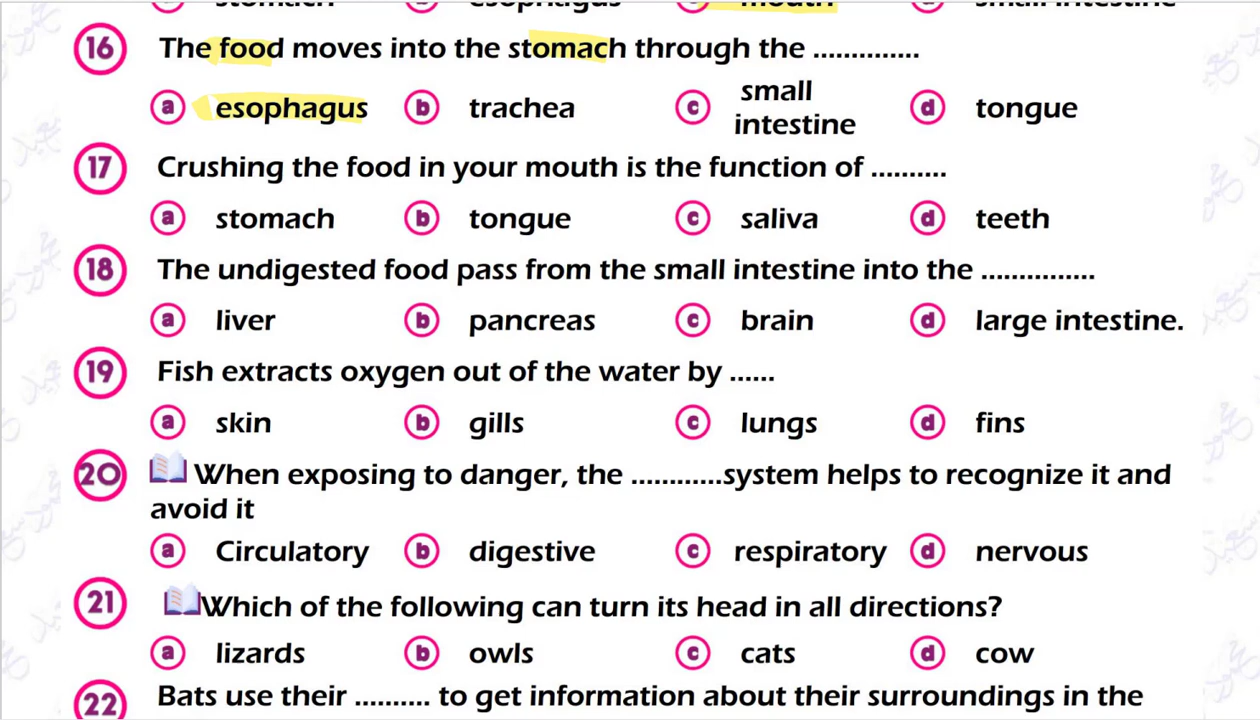 esophagus mouth small intestine
16 The food moves into the stomach through the ..............
a esophagus b trachea c small intestine d tongue
17 Crushing the food in your mouth is the function of ..........
a stomach b tongue c saliva d teeth
18 The undigested food pass from the small intestine into the ...............
a liver b pancreas c brain d large intestine.
19 Fish extracts oxygen out of the water by ......
a skin b gills c lungs d fins
20 When exposing to danger, the ............system helps to recognize it and
avoid it
a Circulatory b digestive c respiratory d nervous
21 Which of the following can turn its head in all directions?
a lizards b owls c cats d cow
22 Bats use their .......... to get information about their surroundings in the